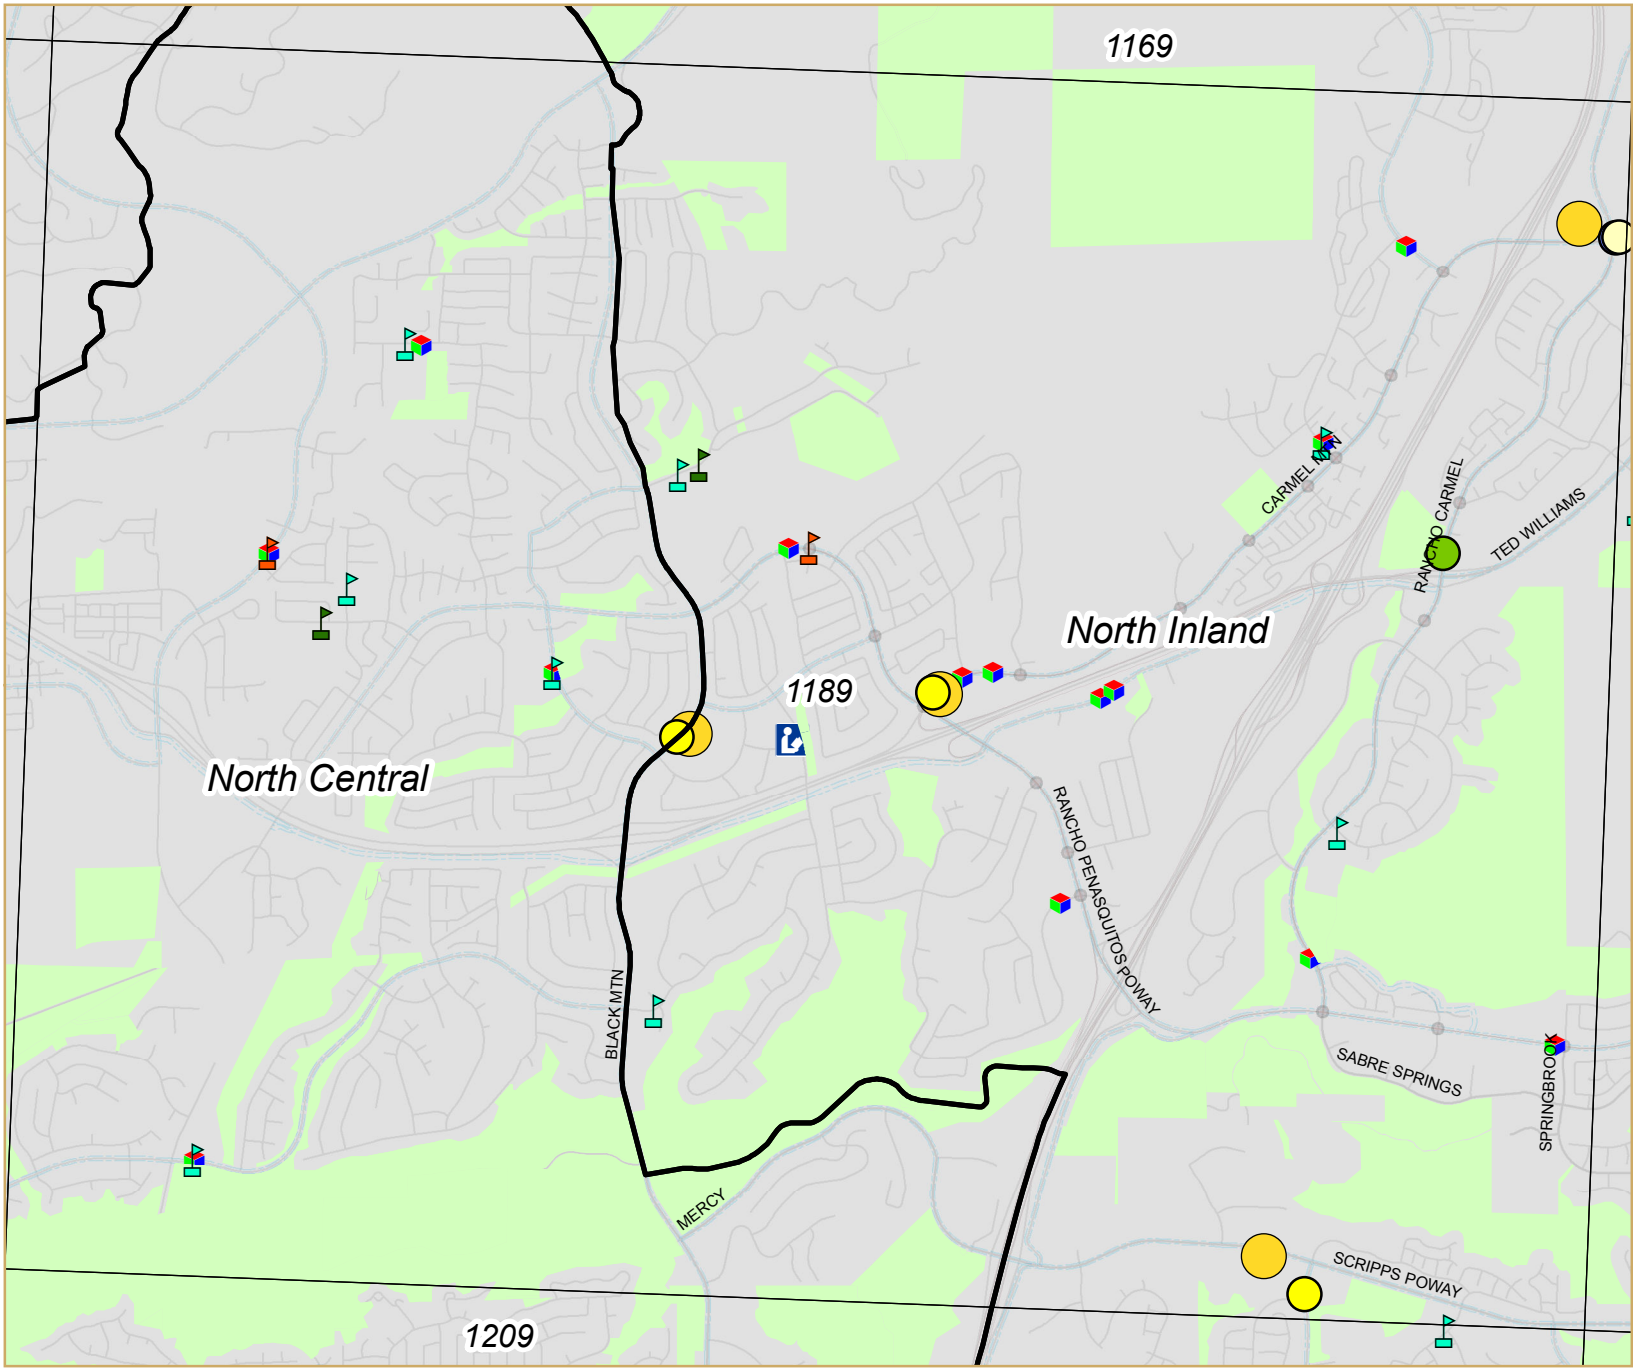 1169
CARMEL MTN
RANCHO CARMEL
TED WILLIAMS
North Inland
1189
North Central
RANCHO PENASQUITOS POWAY
BLACK MTN
SABRE SPRINGS
SPRINGBROOK
MERCY
SCRIPPS POWAY
1209